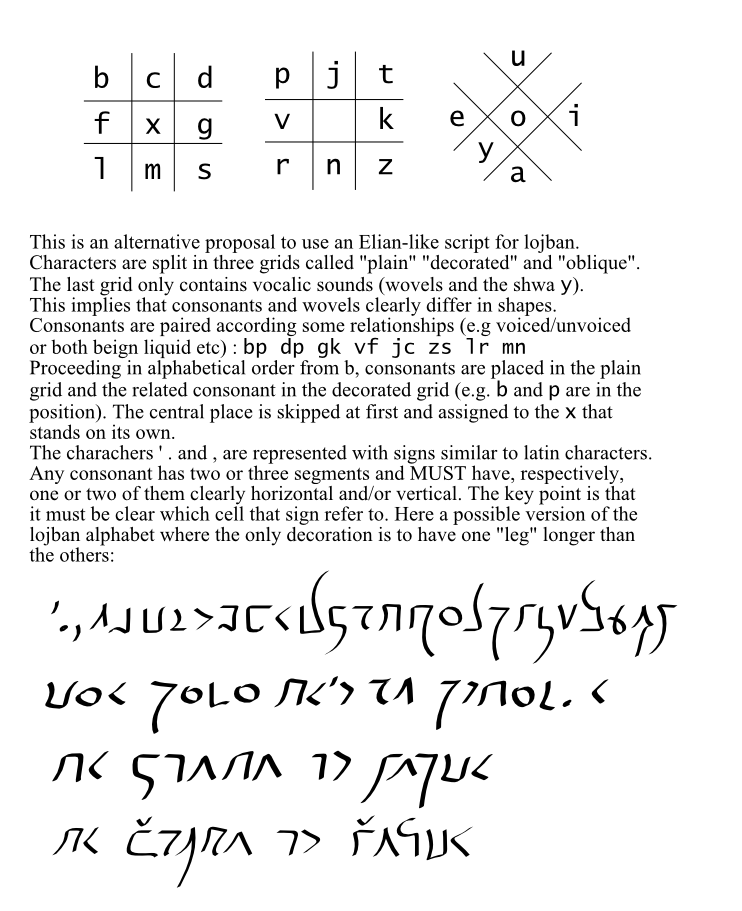 b c d p j t u
f x g v k e o i
l m s r n z y a
This is an alternative proposal to use an Elian-like script for lojban.
Characters are split in three grids called "plain" "decorated" and "oblique".
The last grid only contains vocalic sounds (wovels and the shwa y).
This implies that consonants and wovels clearly differ in shapes.
Consonants are paired according some relationships (e.g voiced/unvoiced
or both beign liquid etc) : bp dp gk vf jc zs lr mn
Proceeding in alphabetical order from b, consonants are placed in the plain
grid and the related consonant in the decorated grid (e.g. b and p are in the
position). The central place is skipped at first and assigned to the x that
stands on its own.
The charachers ' . and , are represented with signs similar to latin characters.
Any consonant has two or three segments and MUST have, respectively,
one or two of them clearly horizontal and/or vertical. The key point is that
it must be clear which cell that sign refer to. Here a possible version of the
lojban alphabet where the only decoration is to have one "leg" longer than
the others: